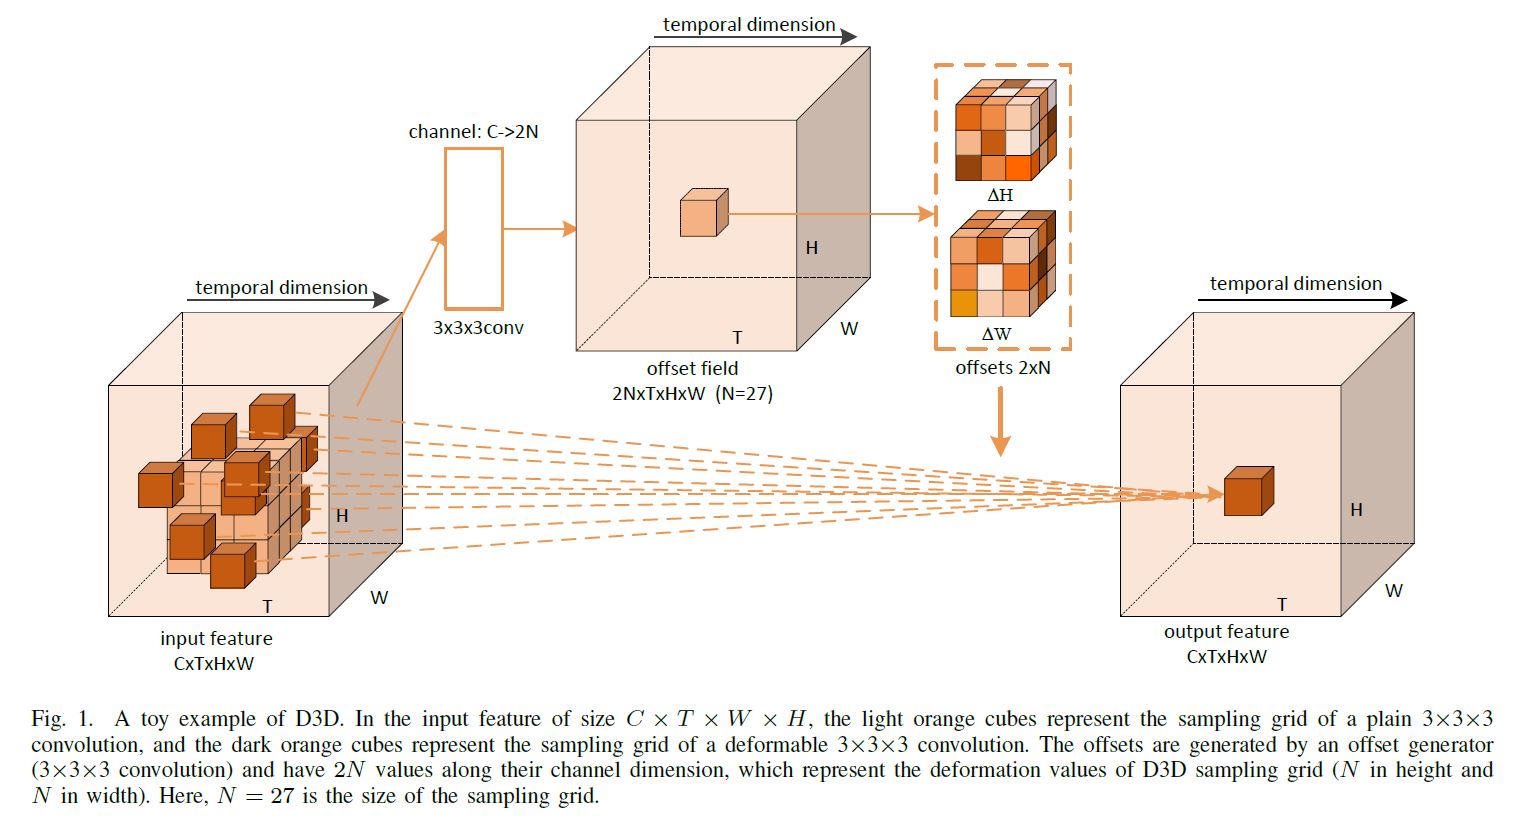 temporal dimension
channel: C->2N
3x3x3conv
H
T
W
offset field
2NxTxHxW (N=27)
ΔH
ΔW
offsets 2xN
temporal dimension
H
T
W
input feature
CxTxHxW
temporal dimension
H
T
W
output feature
CxTxHxW
Fig. 1. A toy example of D3D. In the input feature of size C × T × W × H, the light orange cubes represent the sampling grid of a plain 3×3×3
convolution, and the dark orange cubes represent the sampling grid of a deformable 3×3×3 convolution. The offsets are generated by an offset generator
(3×3×3 convolution) and have 2N values along their channel dimension, which represent the deformation values of D3D sampling grid (N in height and
N in width). Here, N = 27 is the size of the sampling grid.